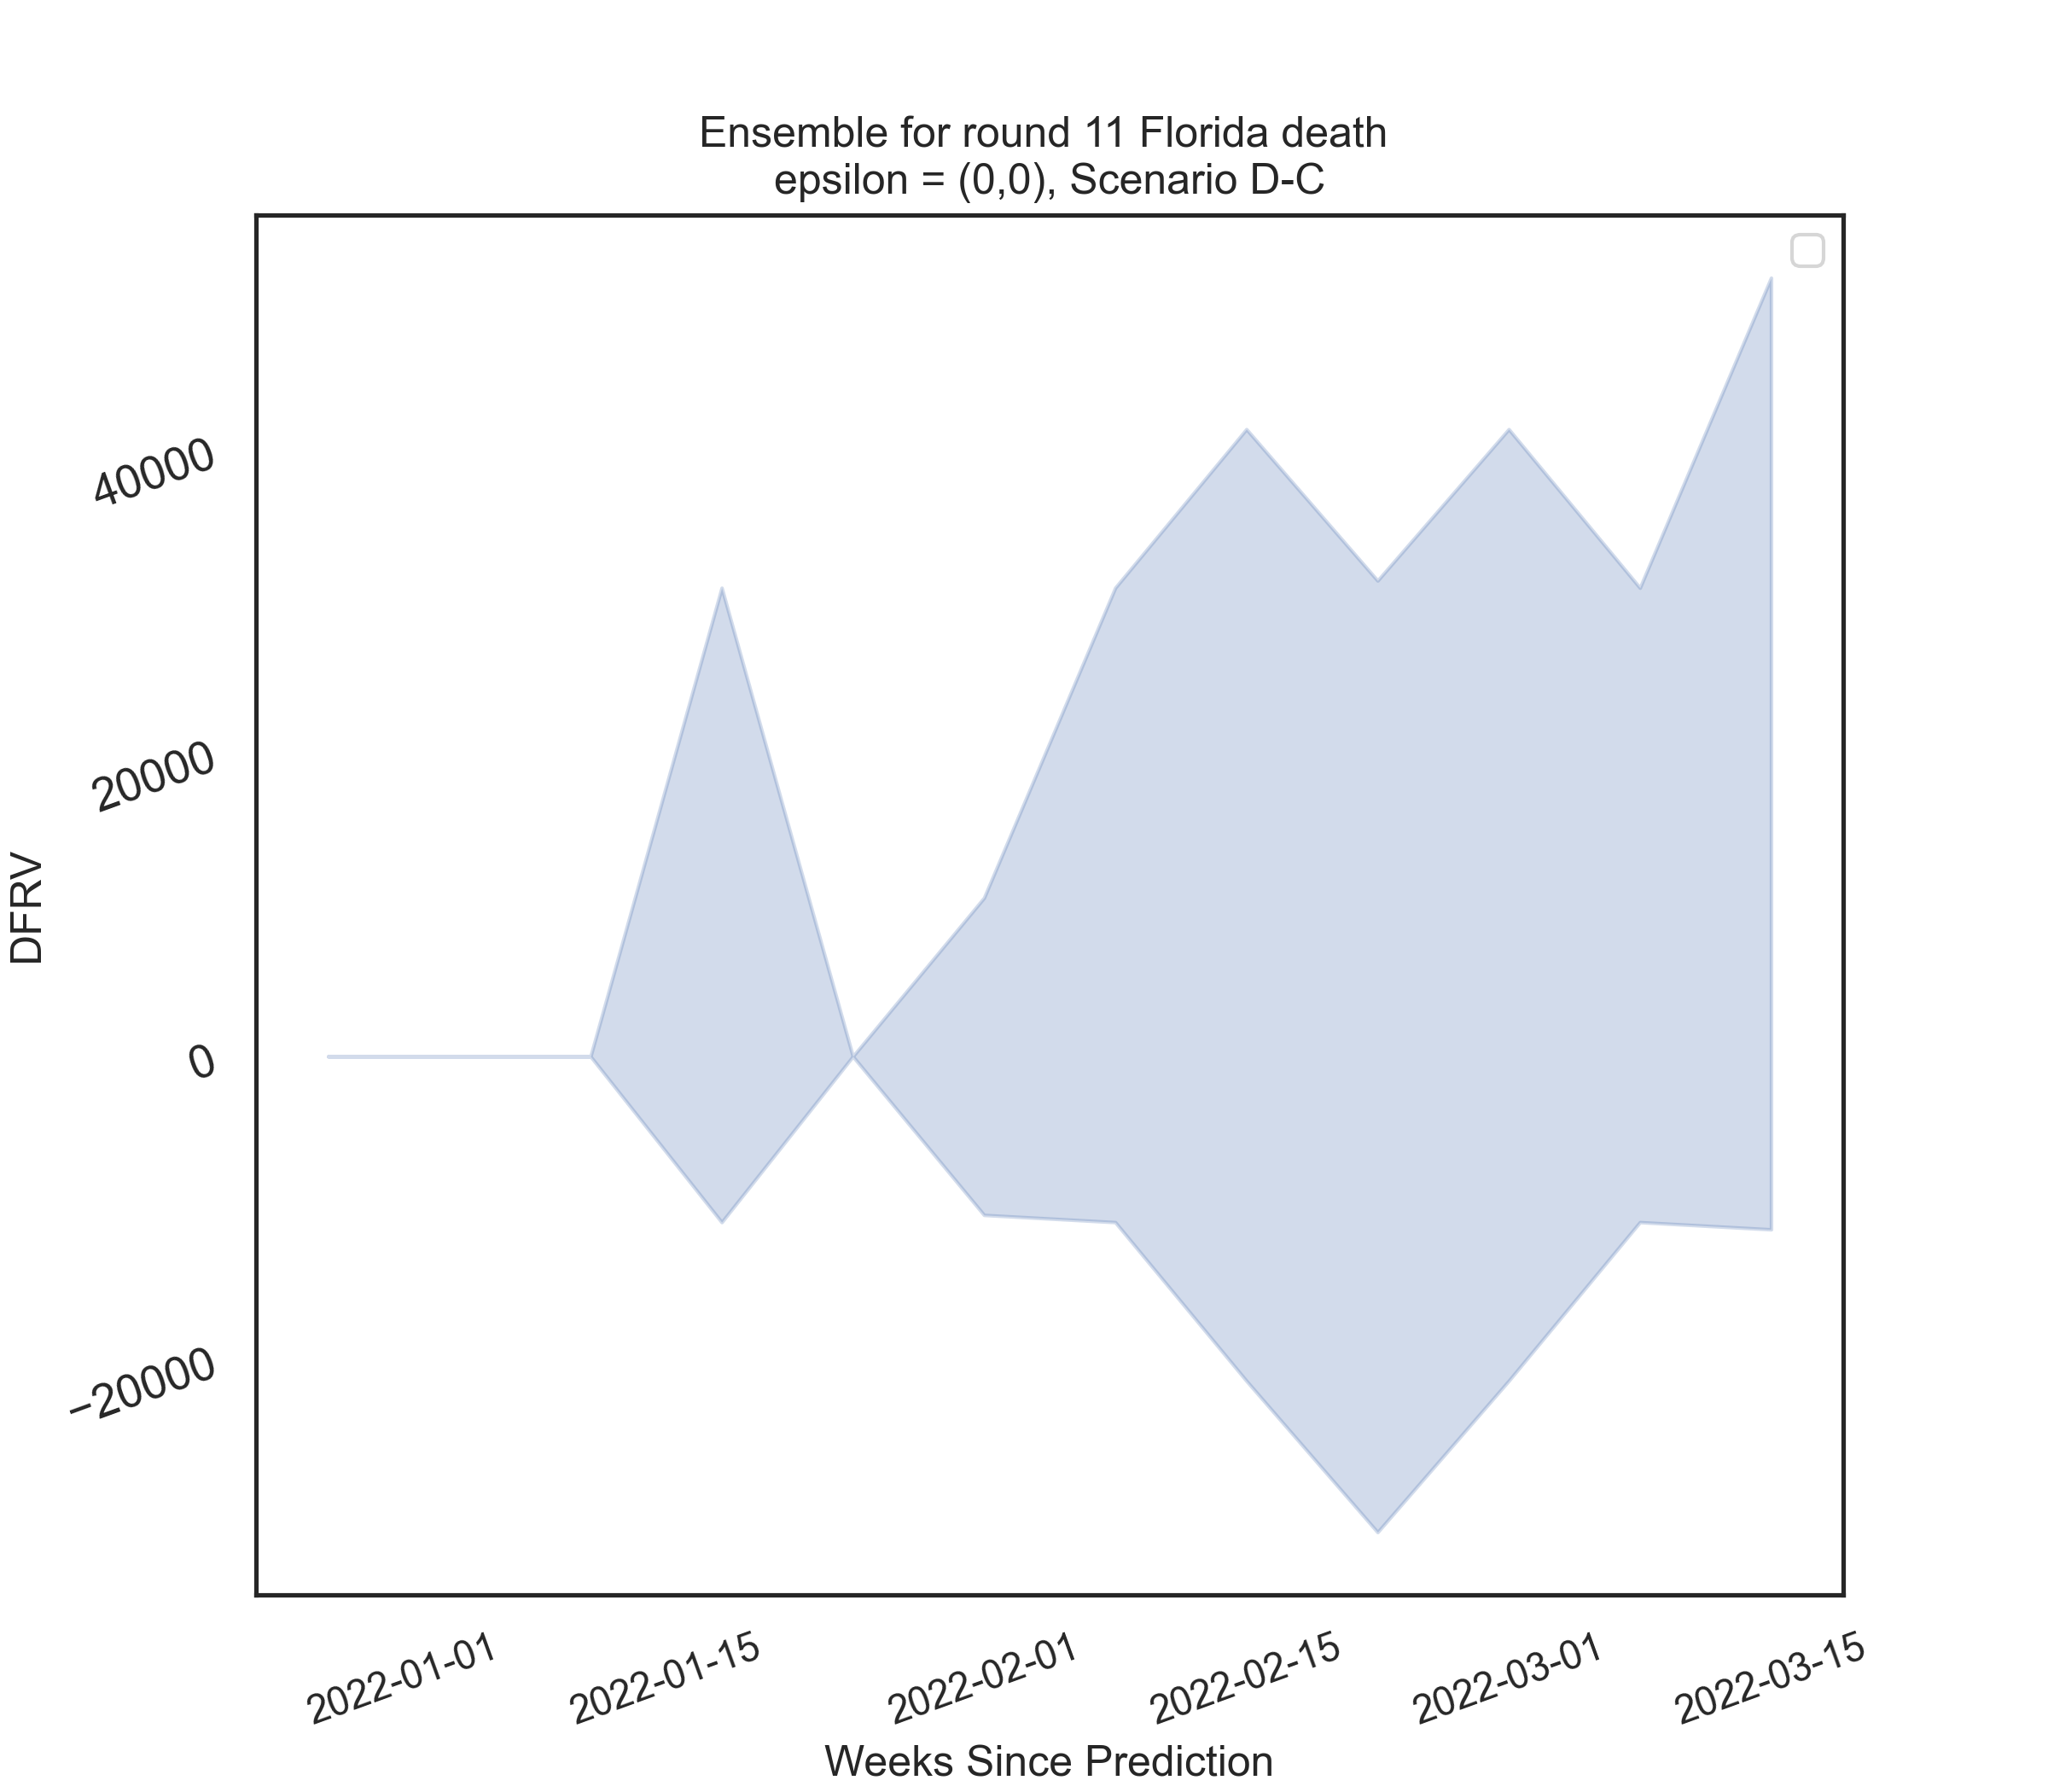 Ensemble for round 11 Florida death
epsilon = (0,0), Scenario D-C
40000
20000
0
−20000
DFRV
2022-01-01
2022-01-15
2022-02-01
2022-02-15
2022-03-01
2022-03-15
Weeks Since Prediction